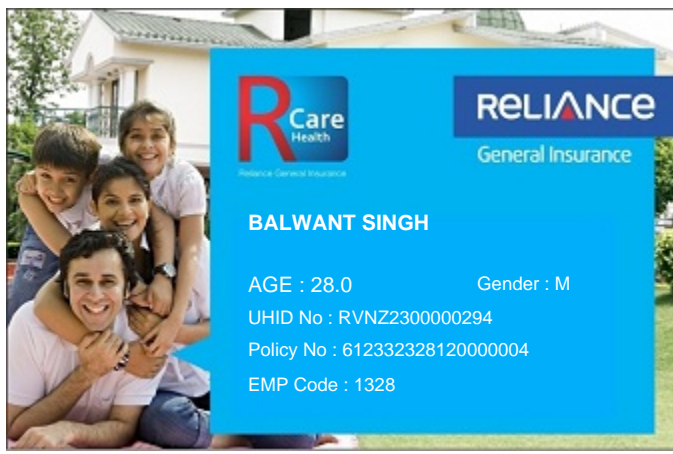 R Care
Health
Reliance General Insurance
RELIANCE
General Insurance
BALWANT SINGH
AGE : 28.0 Gender : M
UHID No : RVNZ2300000294
Policy No : 612332328120000004
EMP Code : 1328